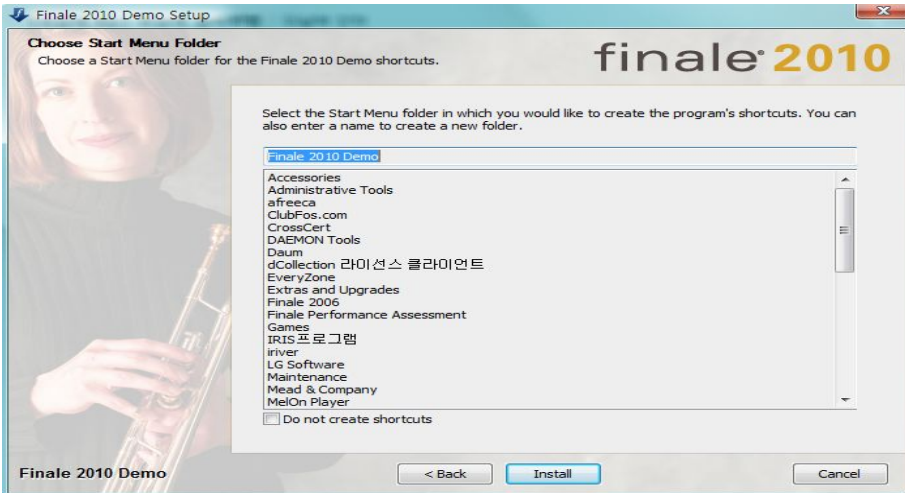 Finale 2010 Demo Setup
Choose Start Menu Folder
Choose a Start Menu folder for the Finale 2010 Demo shortcuts.
finale® 2010
Select the Start Menu folder in which you would like to create the program's shortcuts. You can
also enter a name to create a new folder.
Finale 2010 Demo
Accessories
Administrative Tools
afreeca
ClubFos.com
CrossCert
DAEMON Tools
Daum
dCollection 라이선스 클라이언트
EveryZone
Extras and Upgrades
Finale 2006
Finale Performance Assessment
Games
IRIS프로그램
iriver
LG Software
Maintenance
Mead & Company
MelOn Player
Do not create shortcuts
Finale 2010 Demo
< Back
Install
Cancel